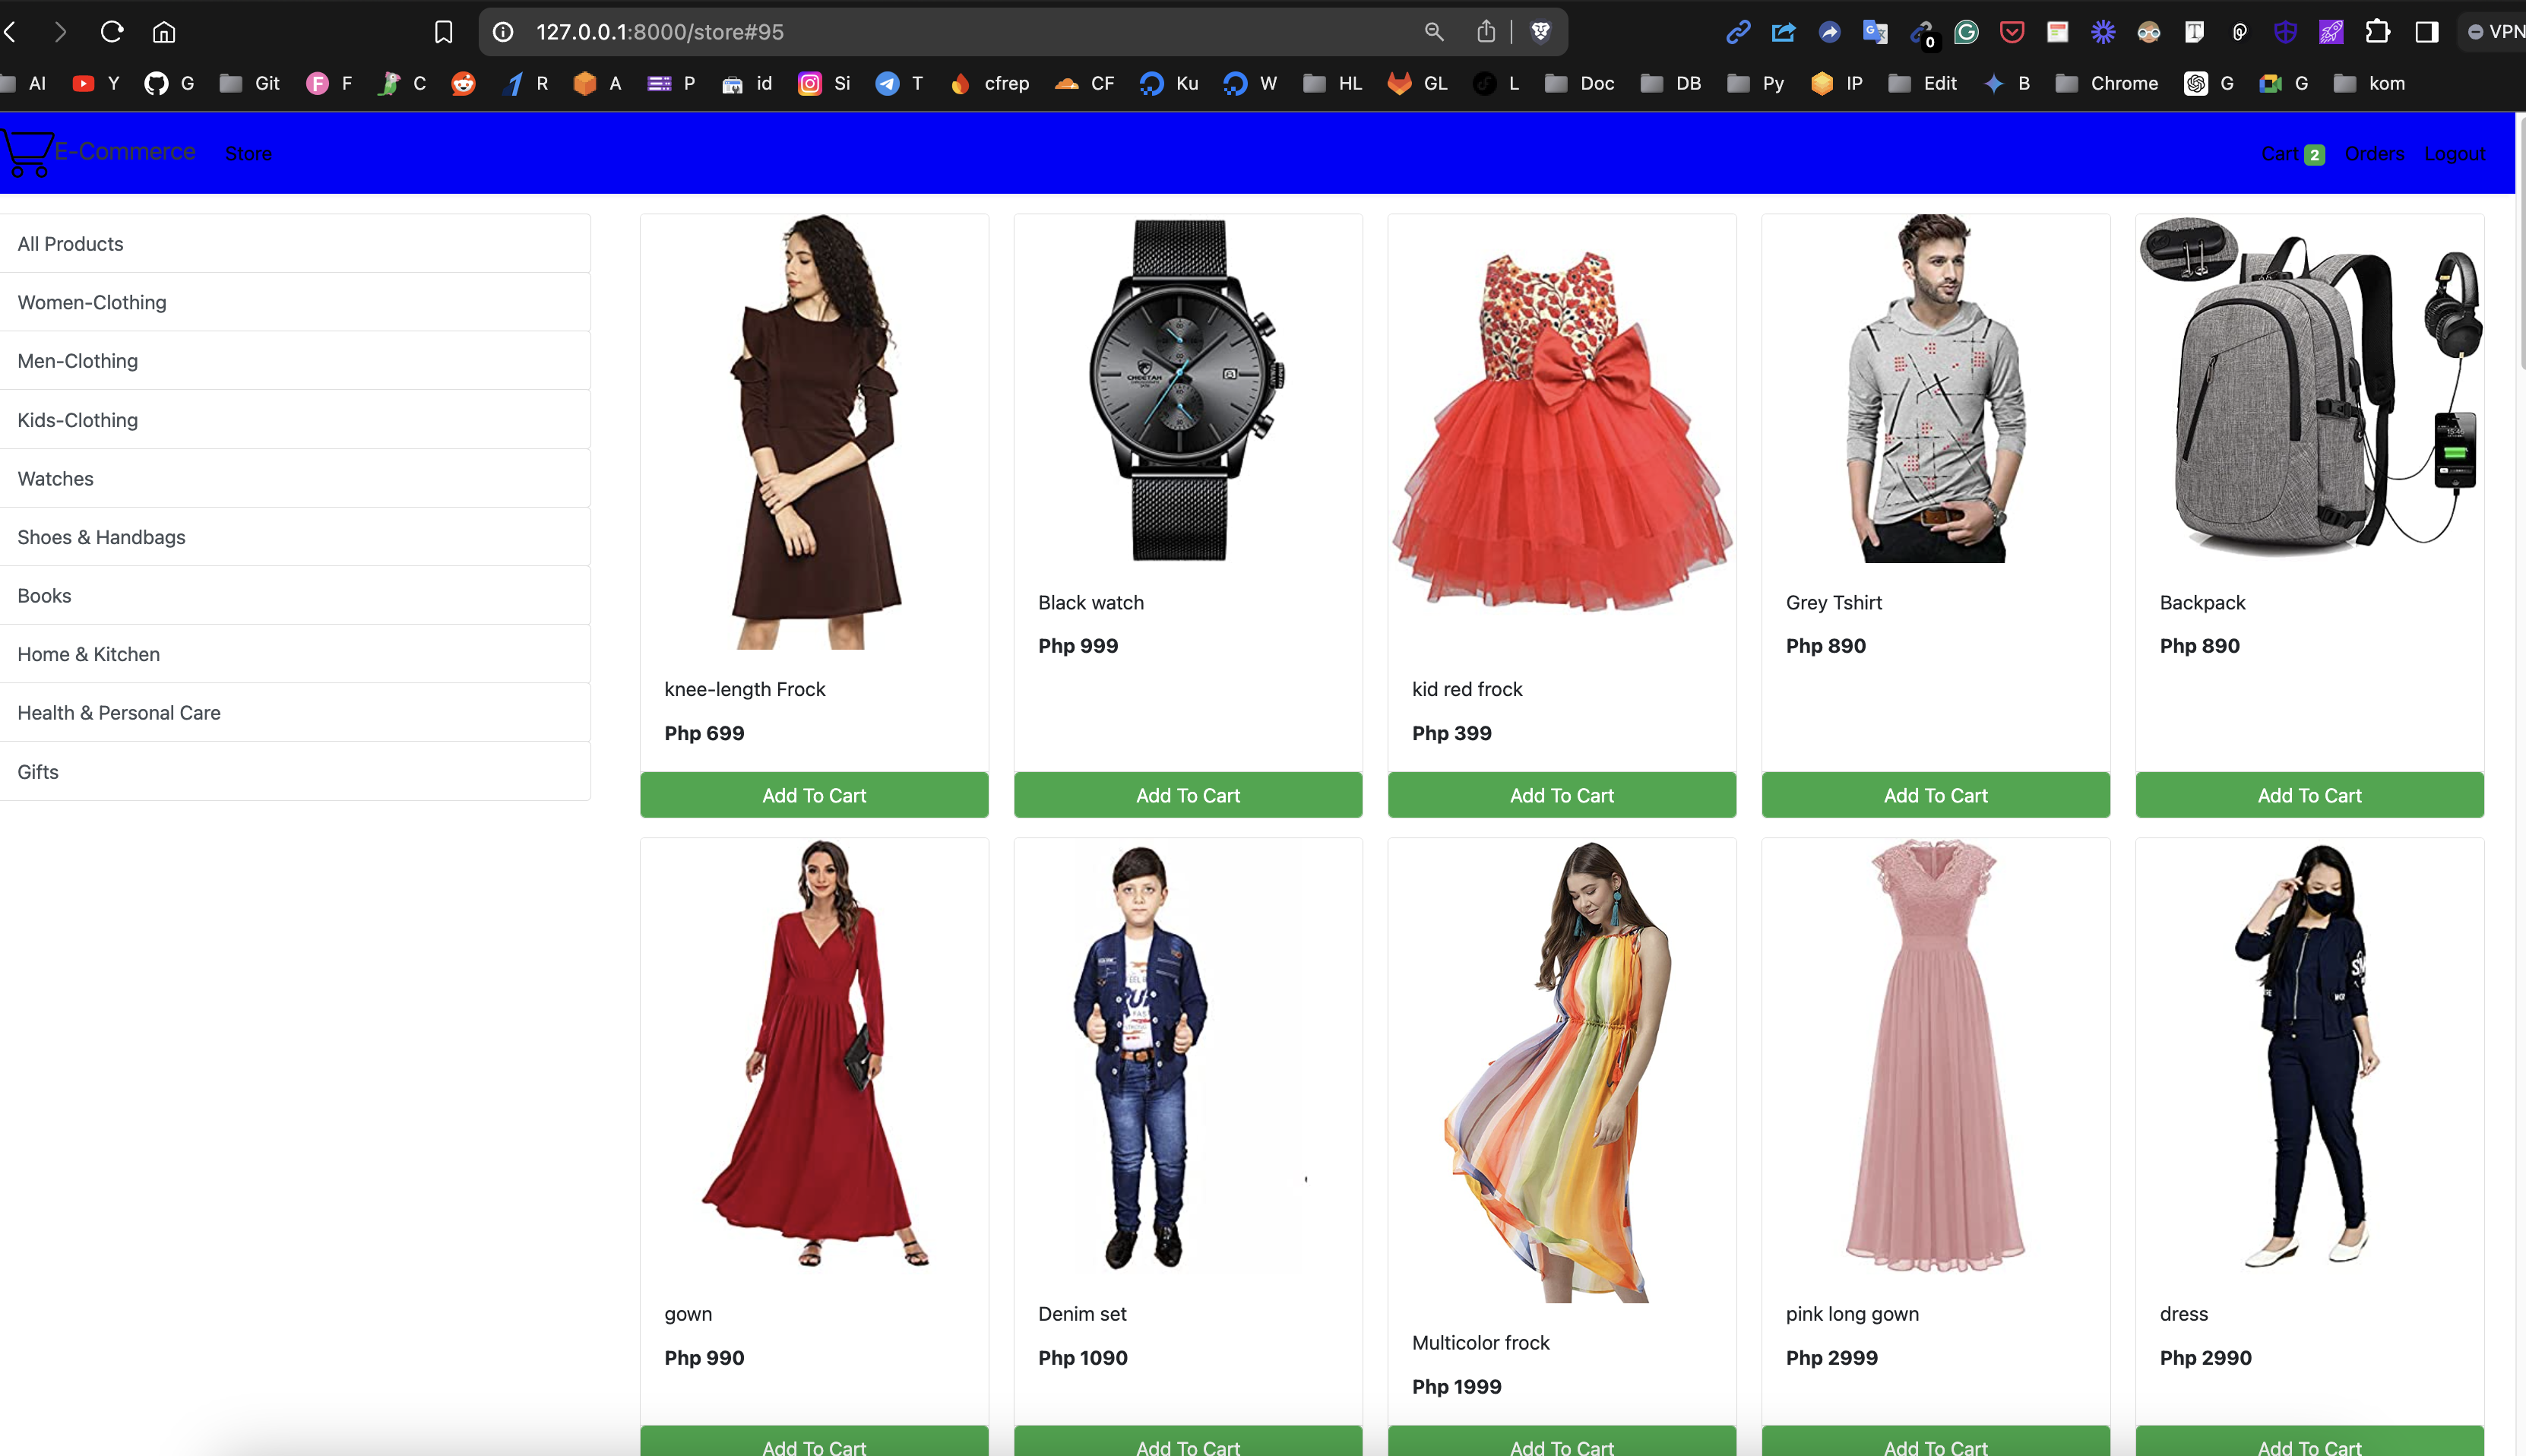 127.0.0.1:8000/store#95
VPN
AI Y G Git F C R A P id Si T cfrep CF Ku W HL GL L Doc DB Py IP Edit B Chrome G G kom
0
E-Commerce Store Cart 2 Orders Logout
All Products
Women-Clothing
Men-Clothing
Kids-Clothing
Watches
Shoes & Handbags
Books
Home & Kitchen
Health & Personal Care
Gifts
CHEETAH
knee-length Frock
Php 699
Add To Cart
Black watch
Php 999
Add To Cart
kid red frock
Php 399
Add To Cart
Grey Tshirt
Php 890
Add To Cart
Backpack
Php 890
Add To Cart
gown
Php 990
Add To Cart
Denim set
Php 1090
Add To Cart
Multicolor frock
Php 1999
Add To Cart
pink long gown
Php 2999
Add To Cart
dress
Php 2990
Add To Cart